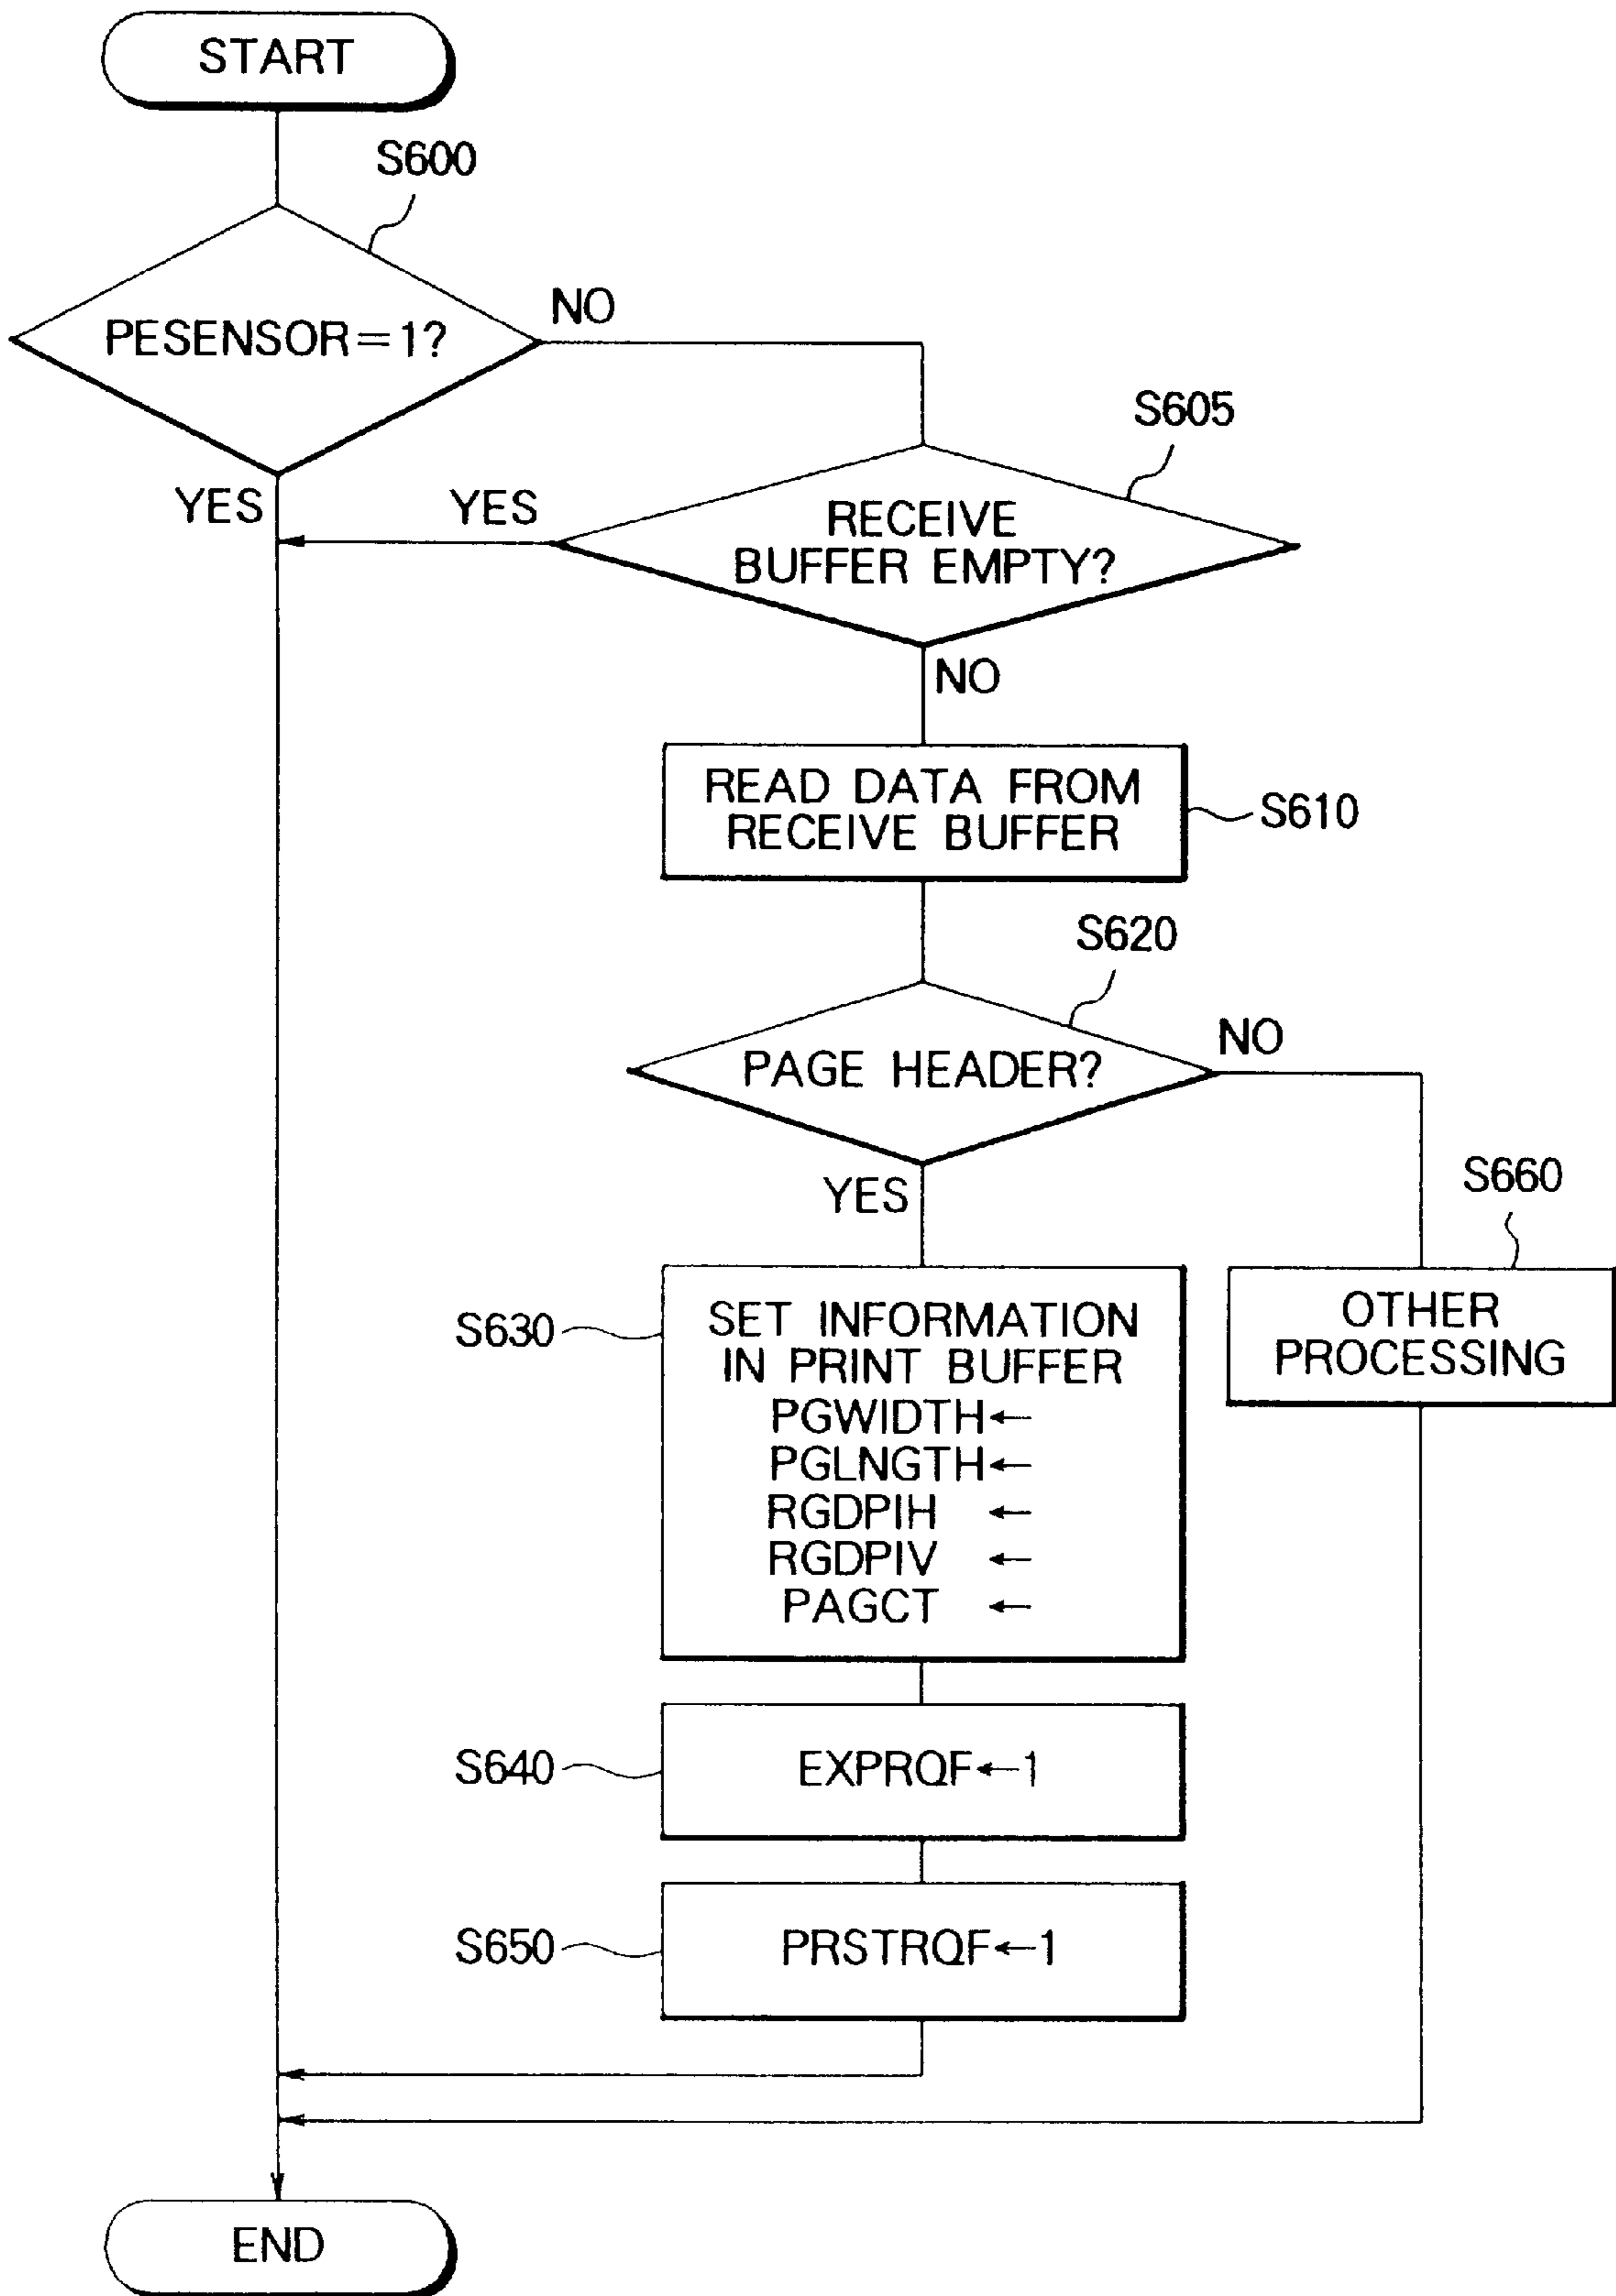 START
S600
PESENSOR=1?
NO
YES
S605
YES
RECEIVE
BUFFER EMPTY?
NO
READ DATA FROM
RECEIVE BUFFER
S610
S620
PAGE HEADER?
NO
YES
S660
OTHER
PROCESSING
S630
SET INFORMATION
IN PRINT BUFFER
PGWIDTH←
PGLNGTH←
RGDPIH ←
RGDPIV ←
PAGCT ←
S640
EXPRQF←1
S650
PRSTRQF←1
END